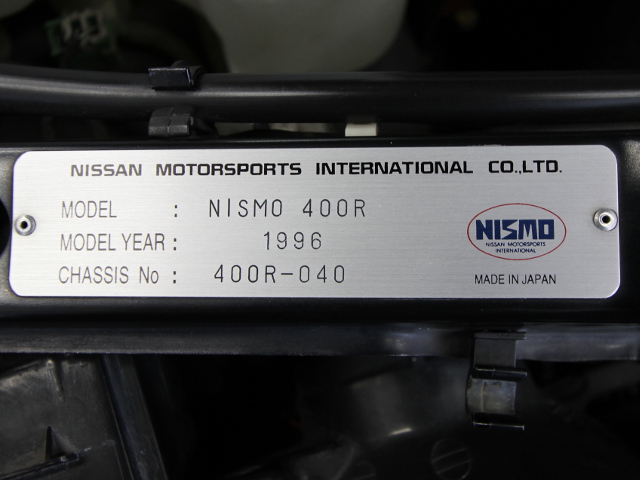 NISSAN MOTORSPORTS INTERNATIONAL CO.,LTD.
MODEL : NISMO 400R
MODEL YEAR : 1996
CHASSIS No : 400R-040
NISMO
NISSAN MOTORSPORTS
INTERNATIONAL
MADE IN JAPAN